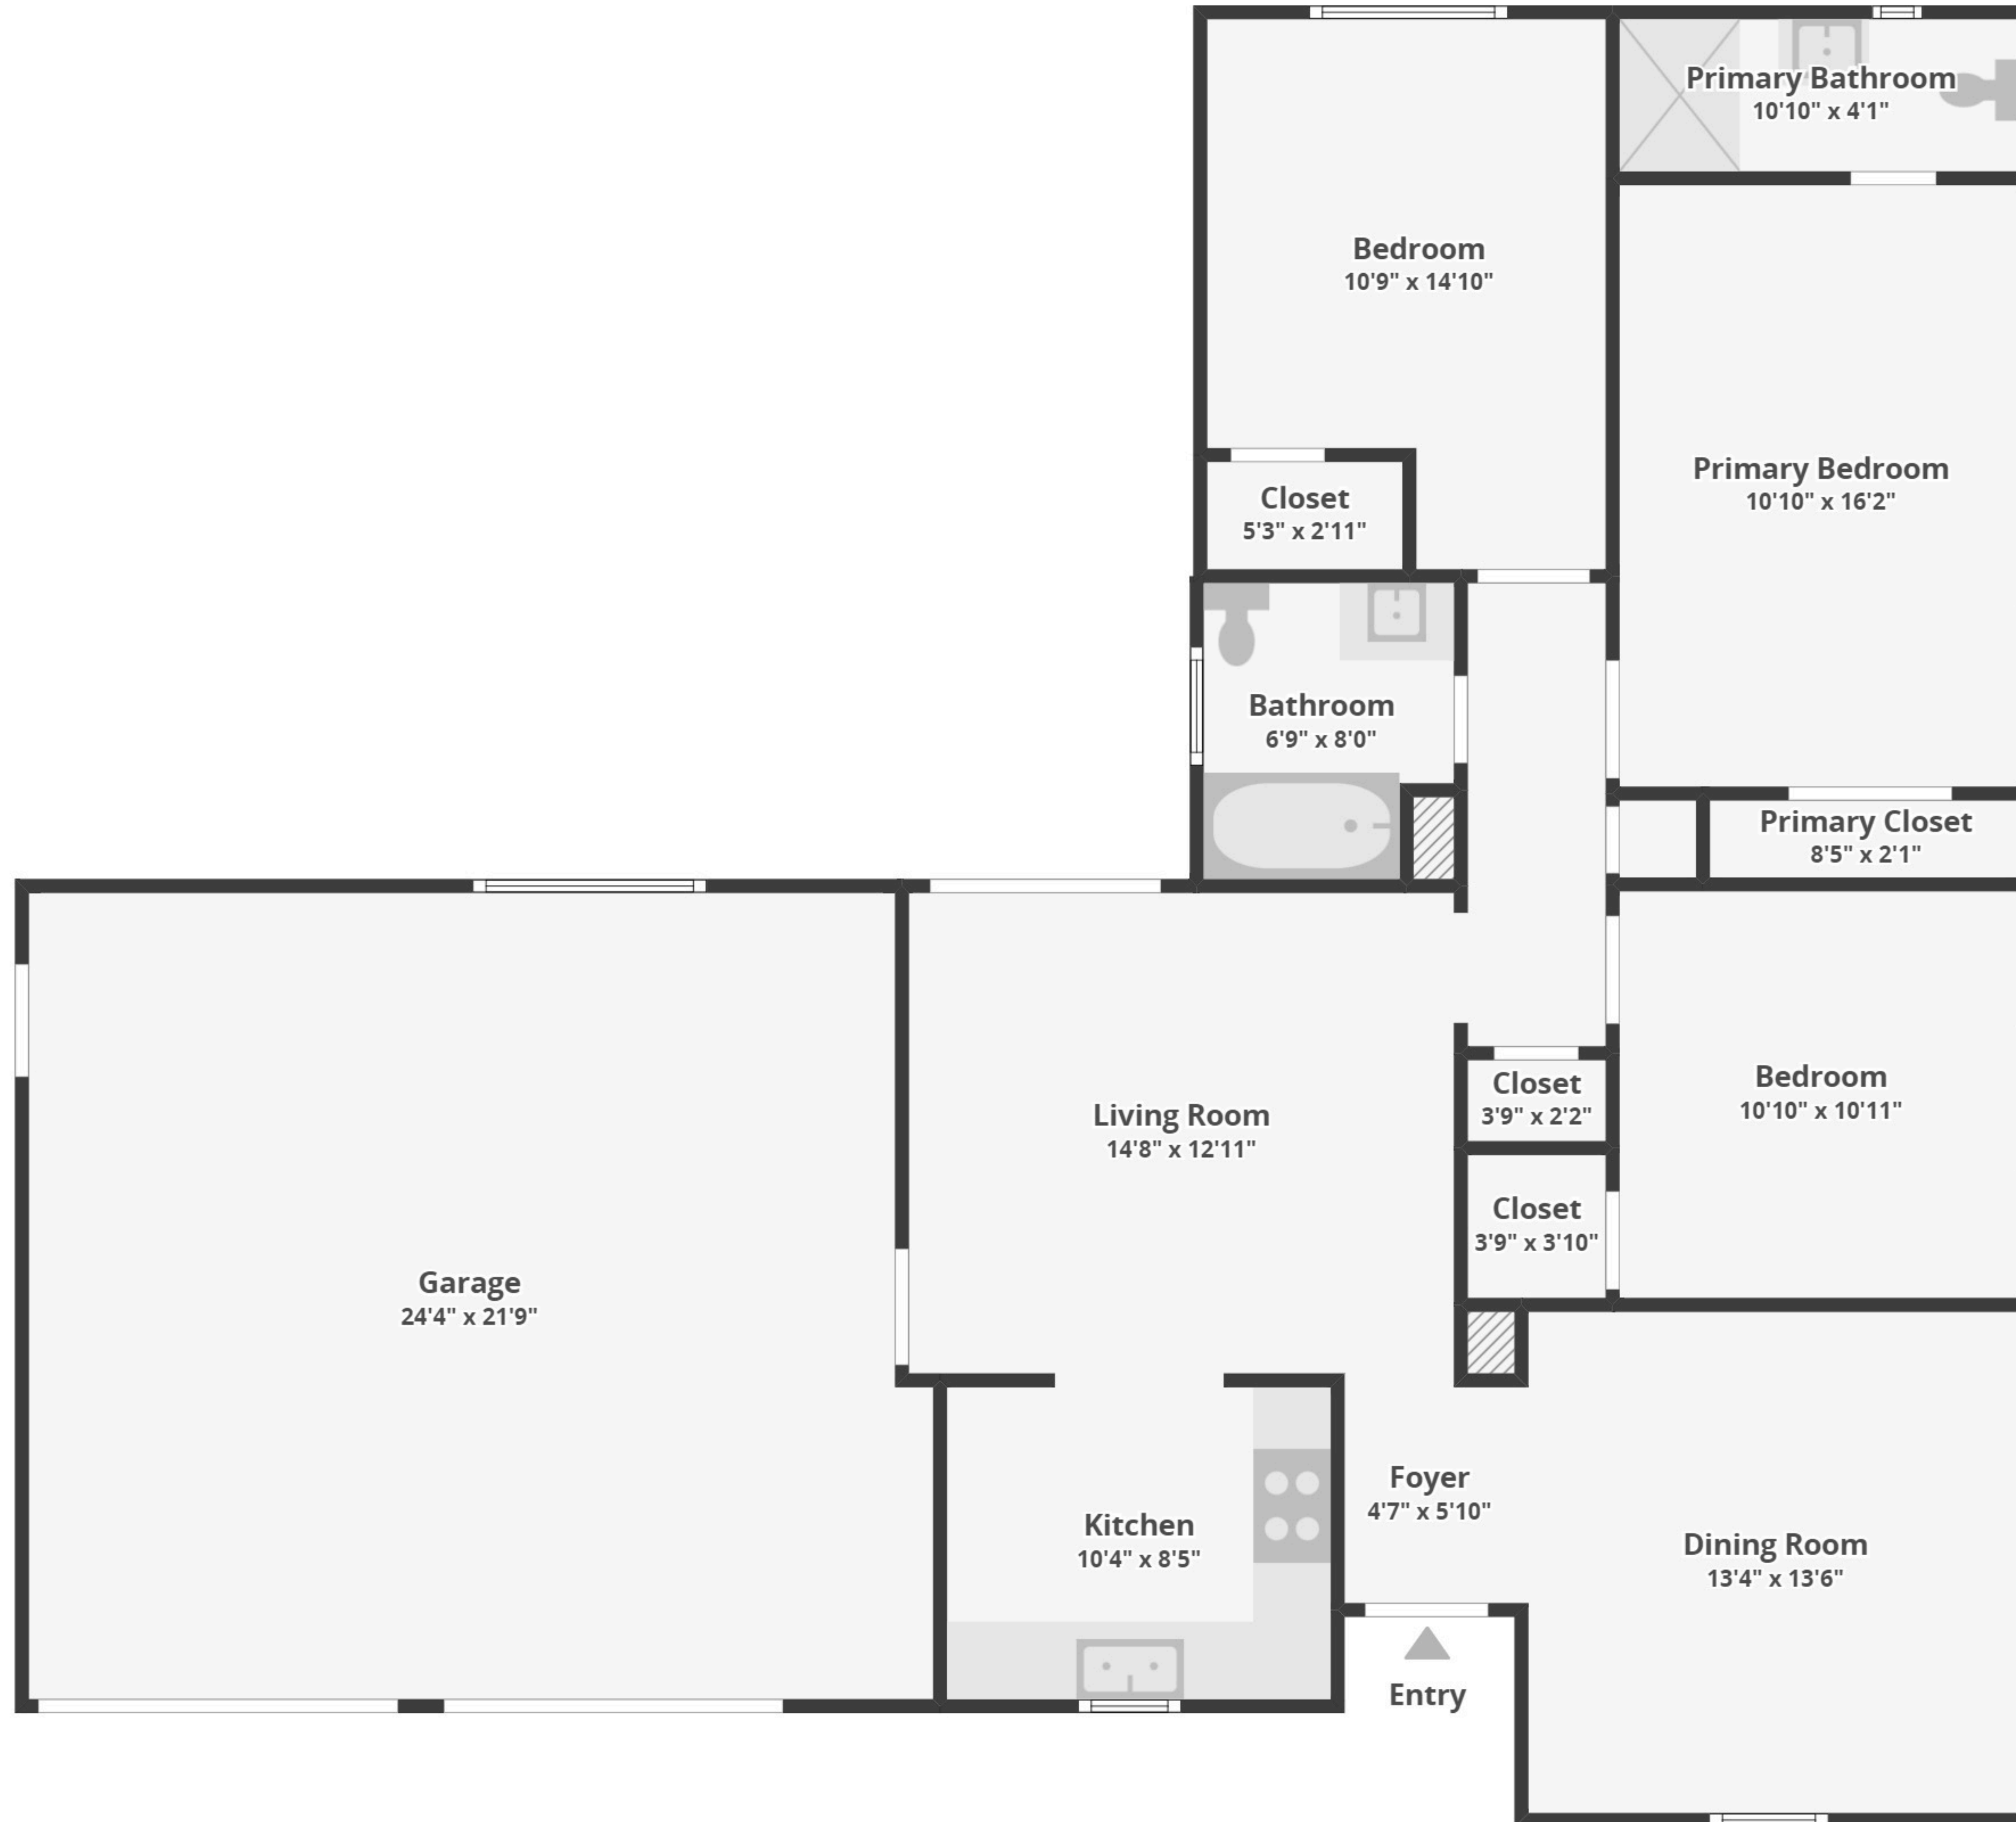 Primary Bathroom
10'10" x 4'1"
Bedroom
10'9" x 14'10"
Primary Bedroom
10'10" x 16'2"
Closet
5'3" x 2'11"
Bathroom
6'9" x 8'0"
Primary Closet
8'5" x 2'1"
Living Room
14'8" x 12'11"
Closet
3'9" x 2'2"
Bedroom
10'10" x 10'11"
Closet
3'9" x 3'10"
Garage
24'4" x 21'9"
Foyer
4'7" x 5'10"
Kitchen
10'4" x 8'5"
Dining Room
13'4" x 13'6"
Entry